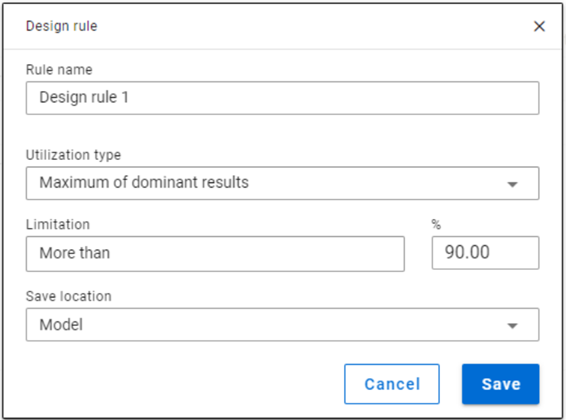 Design rule
Rule name
Design rule 1
Utilization type
Maximum of dominant results
Limitation %
More than 90.00
Save location
Model
Cancel Save